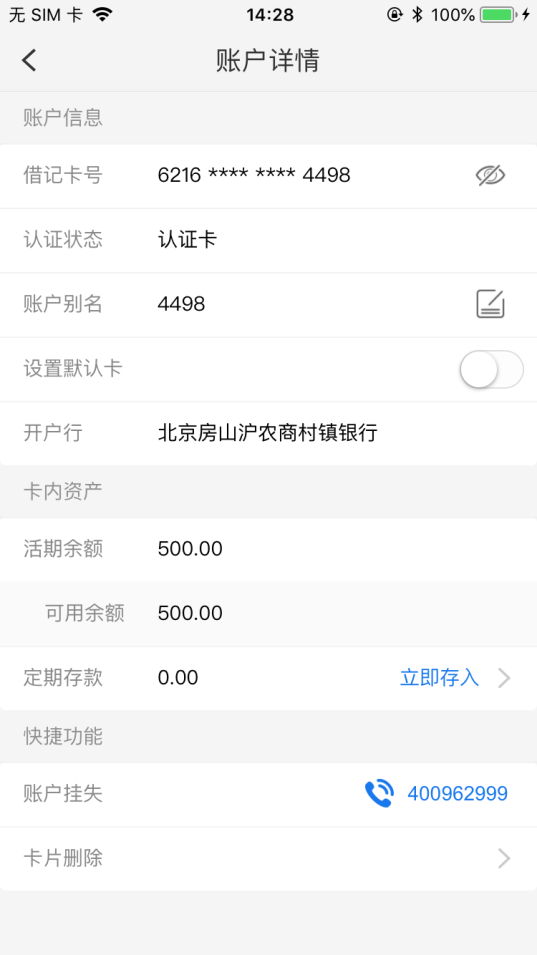 无 SIM 卡 14:28 100%
账户详情
账户信息
借记卡号 6216 **** **** 4498
认证状态 认证卡
账户别名 4498
设置默认卡
开户行 北京房山沪农商村镇银行
卡内资产
活期余额 500.00
可用余额 500.00
定期存款 0.00 立即存入
快捷功能
账户挂失 400962999
卡片删除